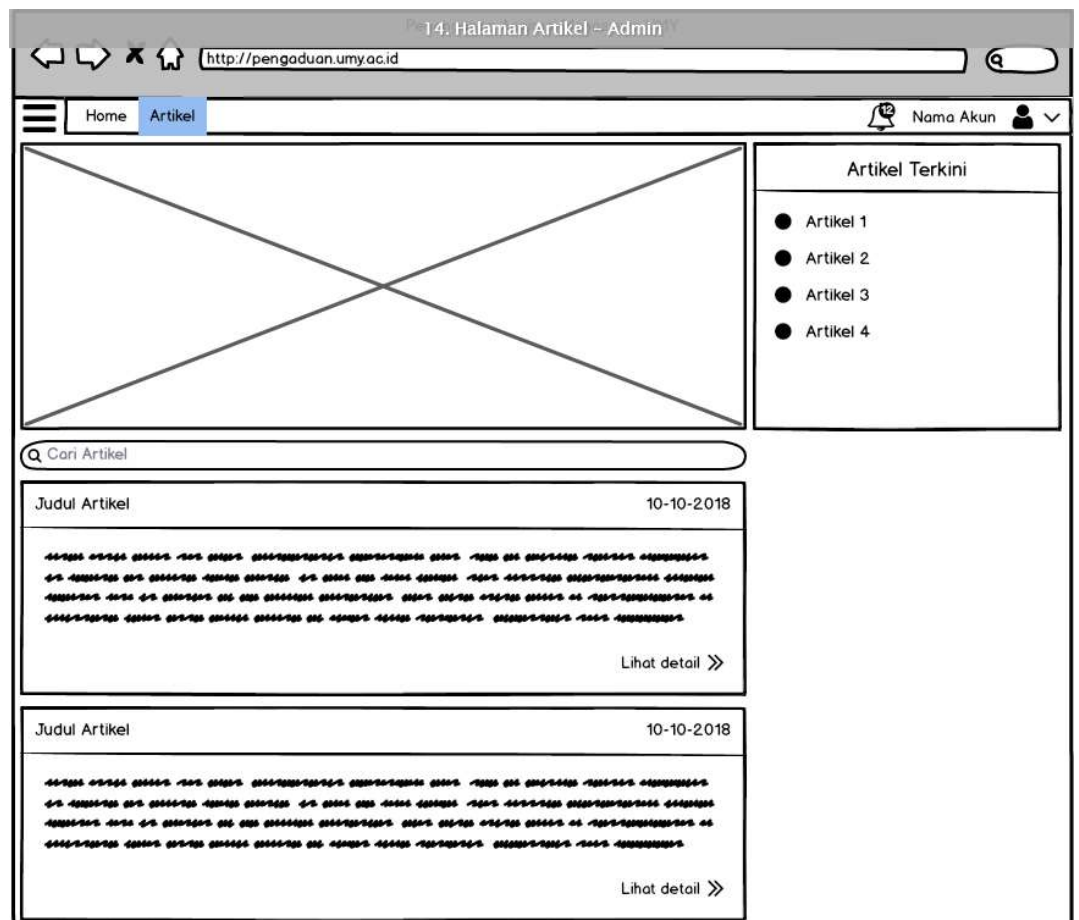 14. Halaman Artikel - Admin
http://pengaduan.umy.ac.id
Home Artikel 12 Nama Akun
Artikel Terkini
Artikel 1
Artikel 2
Artikel 3
Artikel 4
Cari Artikel
Judul Artikel 10-10-2018
Lihat detail
Judul Artikel 10-10-2018
Lihat detail